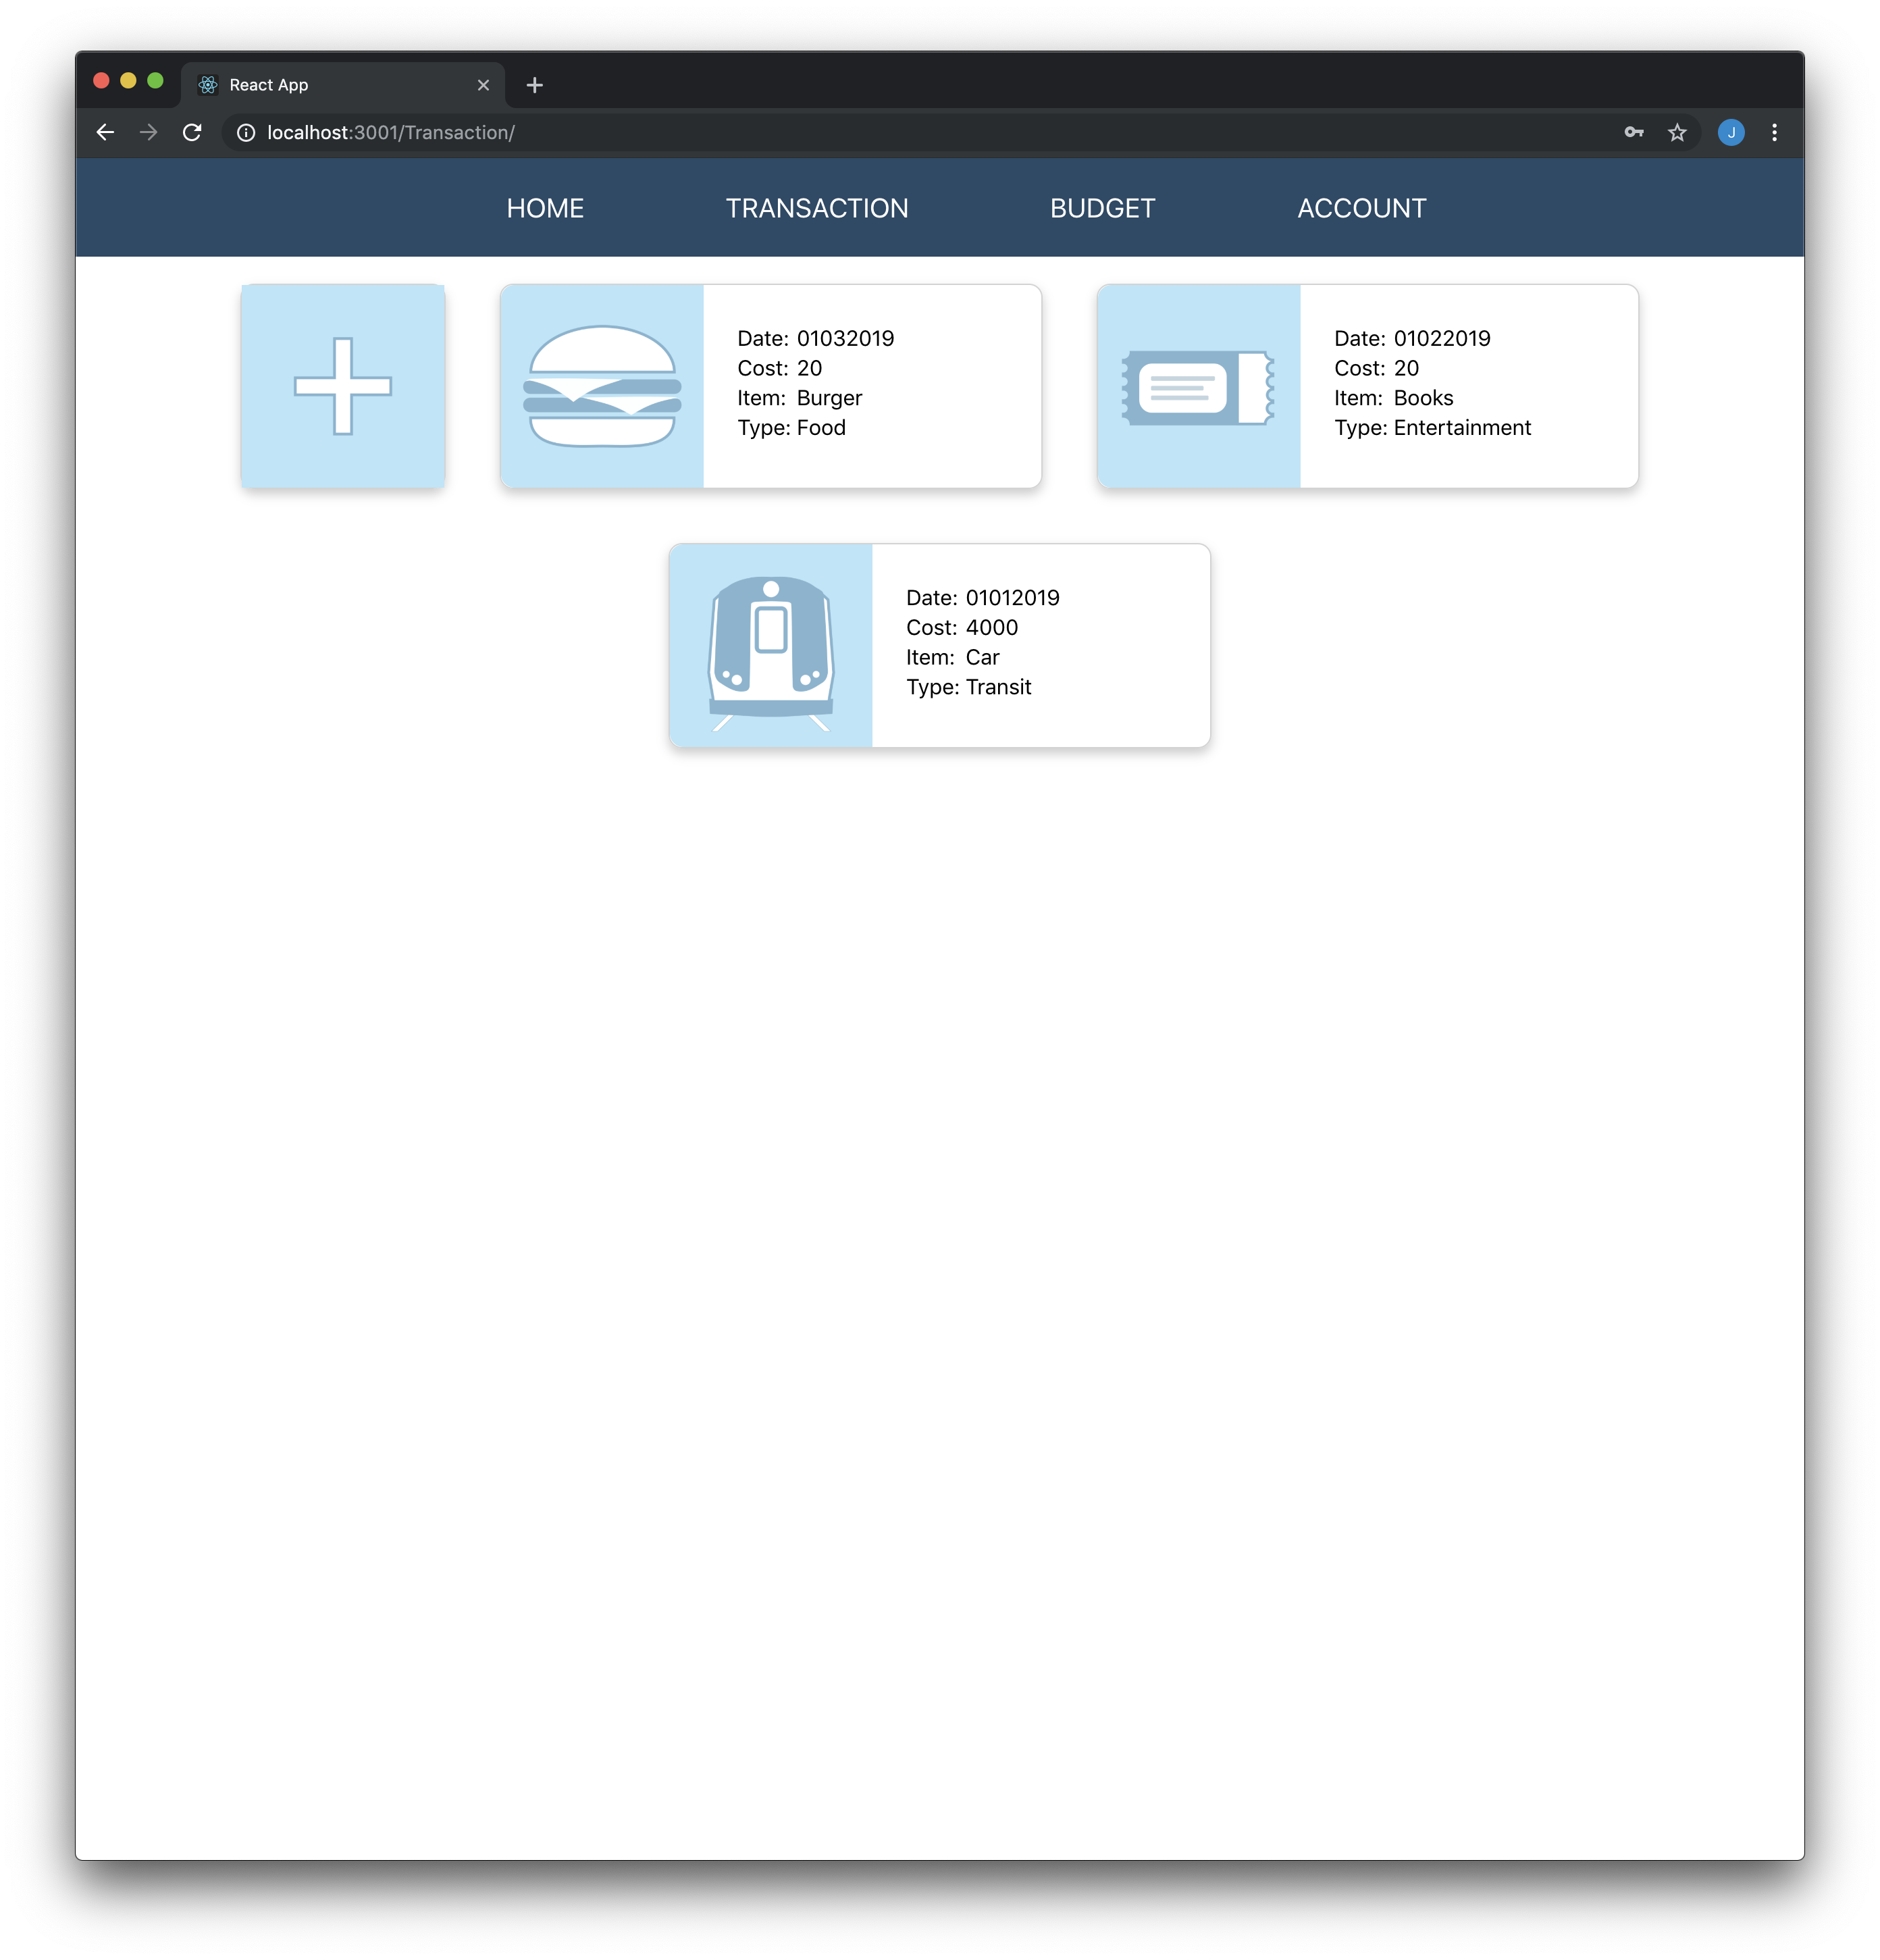 React App
localhost:3001/Transaction/
J
HOME TRANSACTION BUDGET ACCOUNT
Date: 01032019
Cost: 20
Item: Burger
Type: Food
Date: 01022019
Cost: 20
Item: Books
Type: Entertainment
Date: 01012019
Cost: 4000
Item: Car
Type: Transit